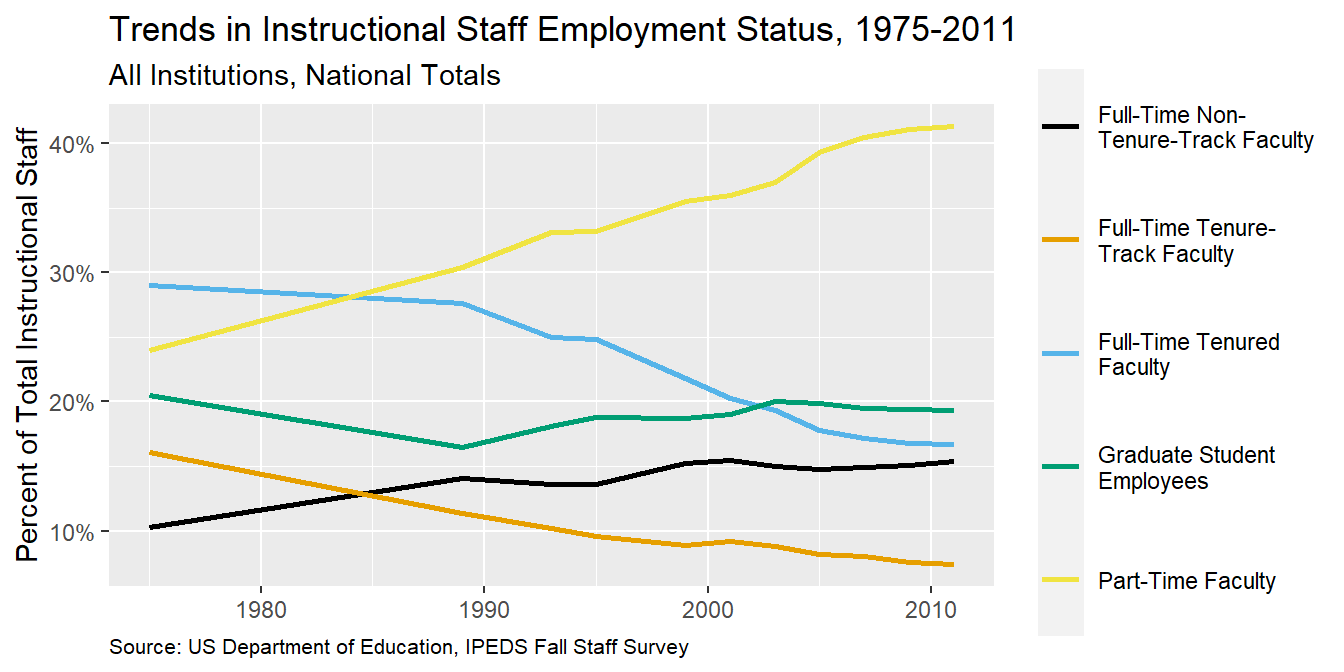 Trends in Instructional Staff Employment Status, 1975-2011
All Institutions, National Totals
Percent of Total Instructional Staff
40%
30%
20%
10%
1980
1990
2000
2010
Full-Time Non-
Tenure-Track Faculty
Full-Time Tenure-
Track Faculty
Full-Time Tenured
Faculty
Graduate Student
Employees
Part-Time Faculty
Source: US Department of Education, IPEDS Fall Staff Survey